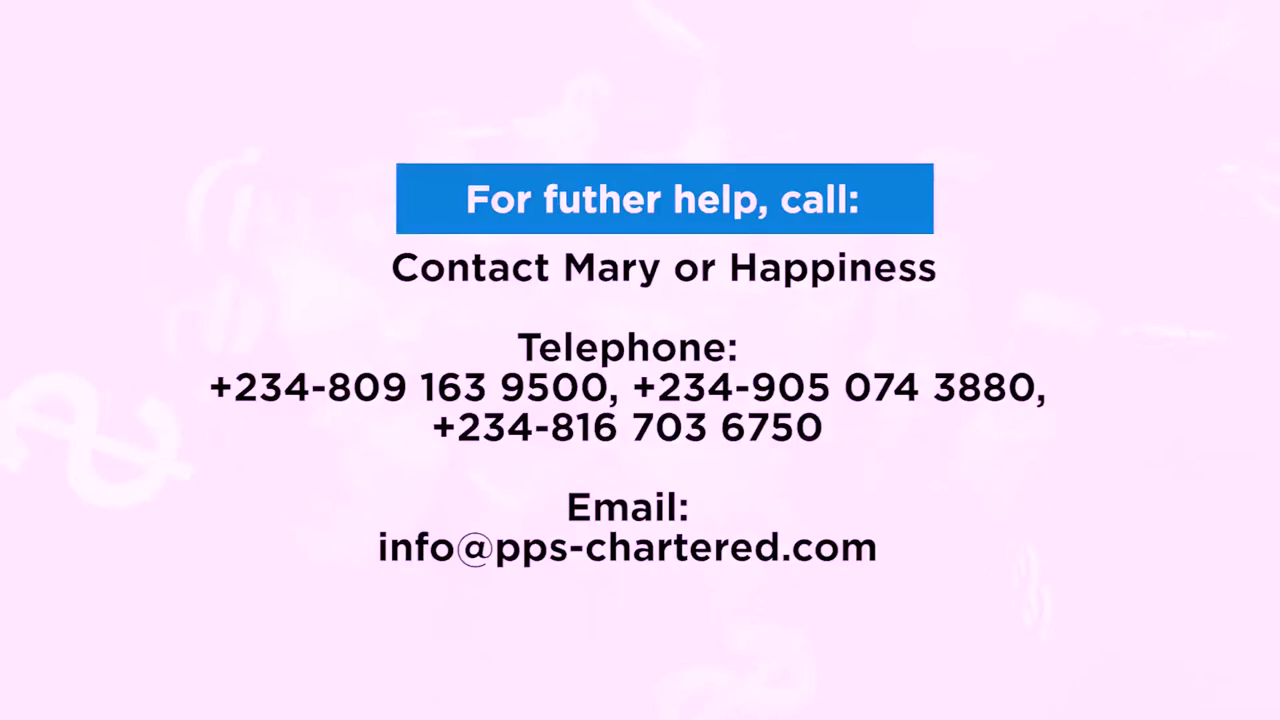 For futher help, call:
Contact Mary or Happiness
Telephone:
+234-809 163 9500, +234-905 074 3880,
+234-816 703 6750
Email:
info@pps-chartered.com